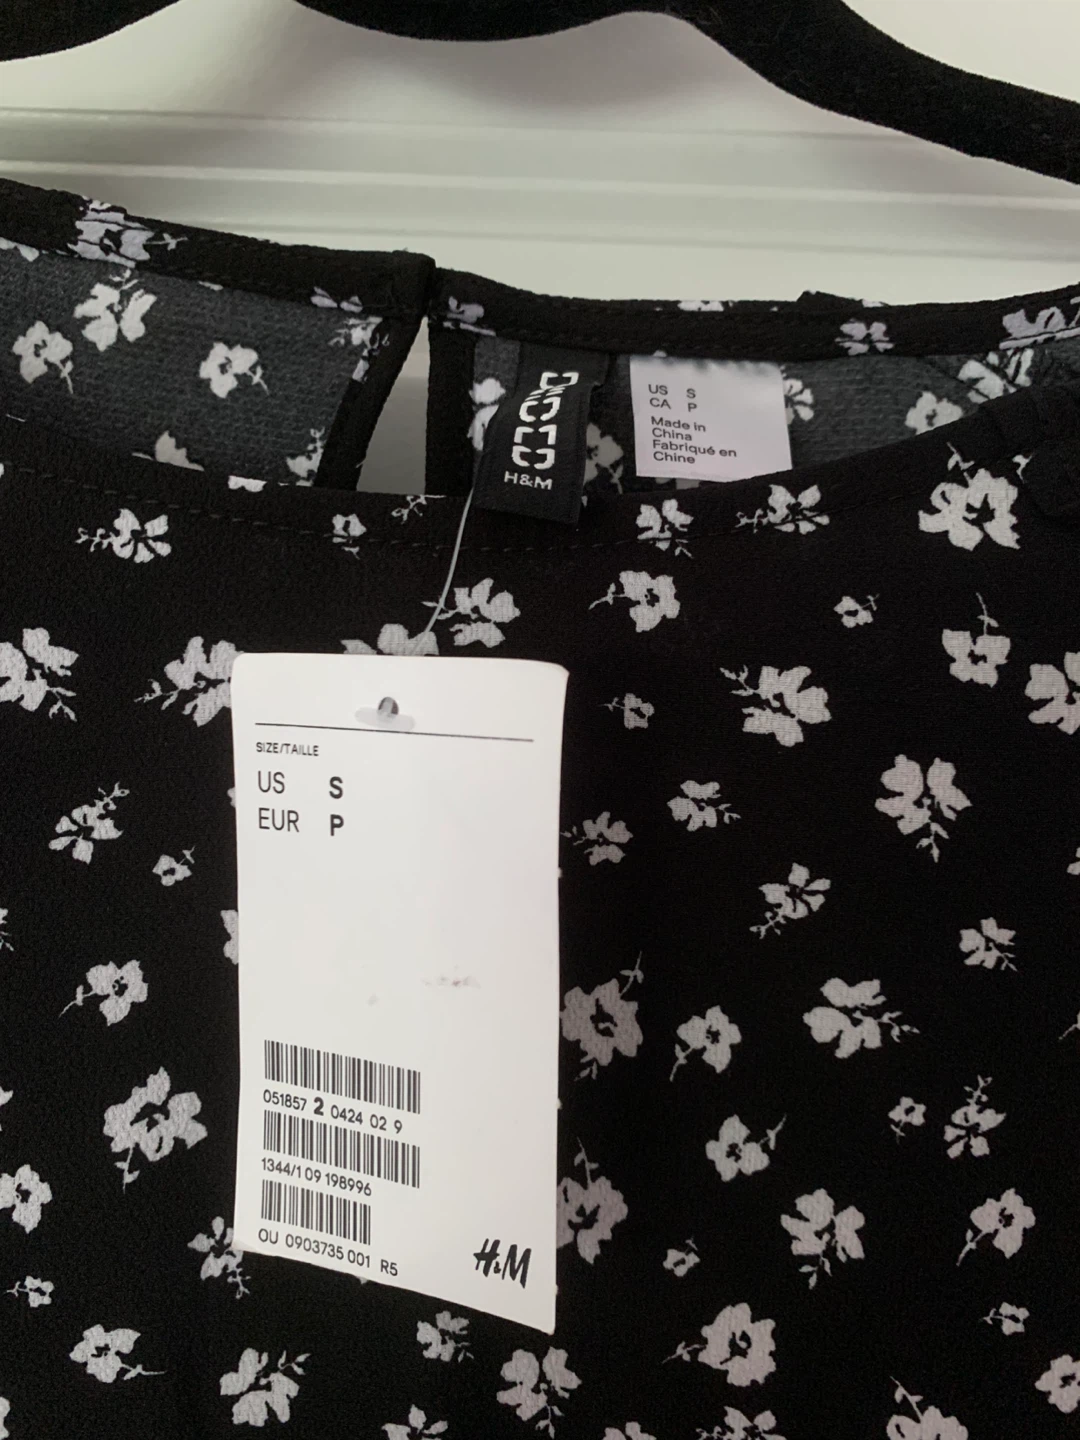 H&M
US S
CA P
Made in
China
Fabriqué en
Chine
SIZE/TAILLE
US S
EUR P
051857 2 0424 02 9
1344/1 09 198996
OU 0903735 001 R5
H&M